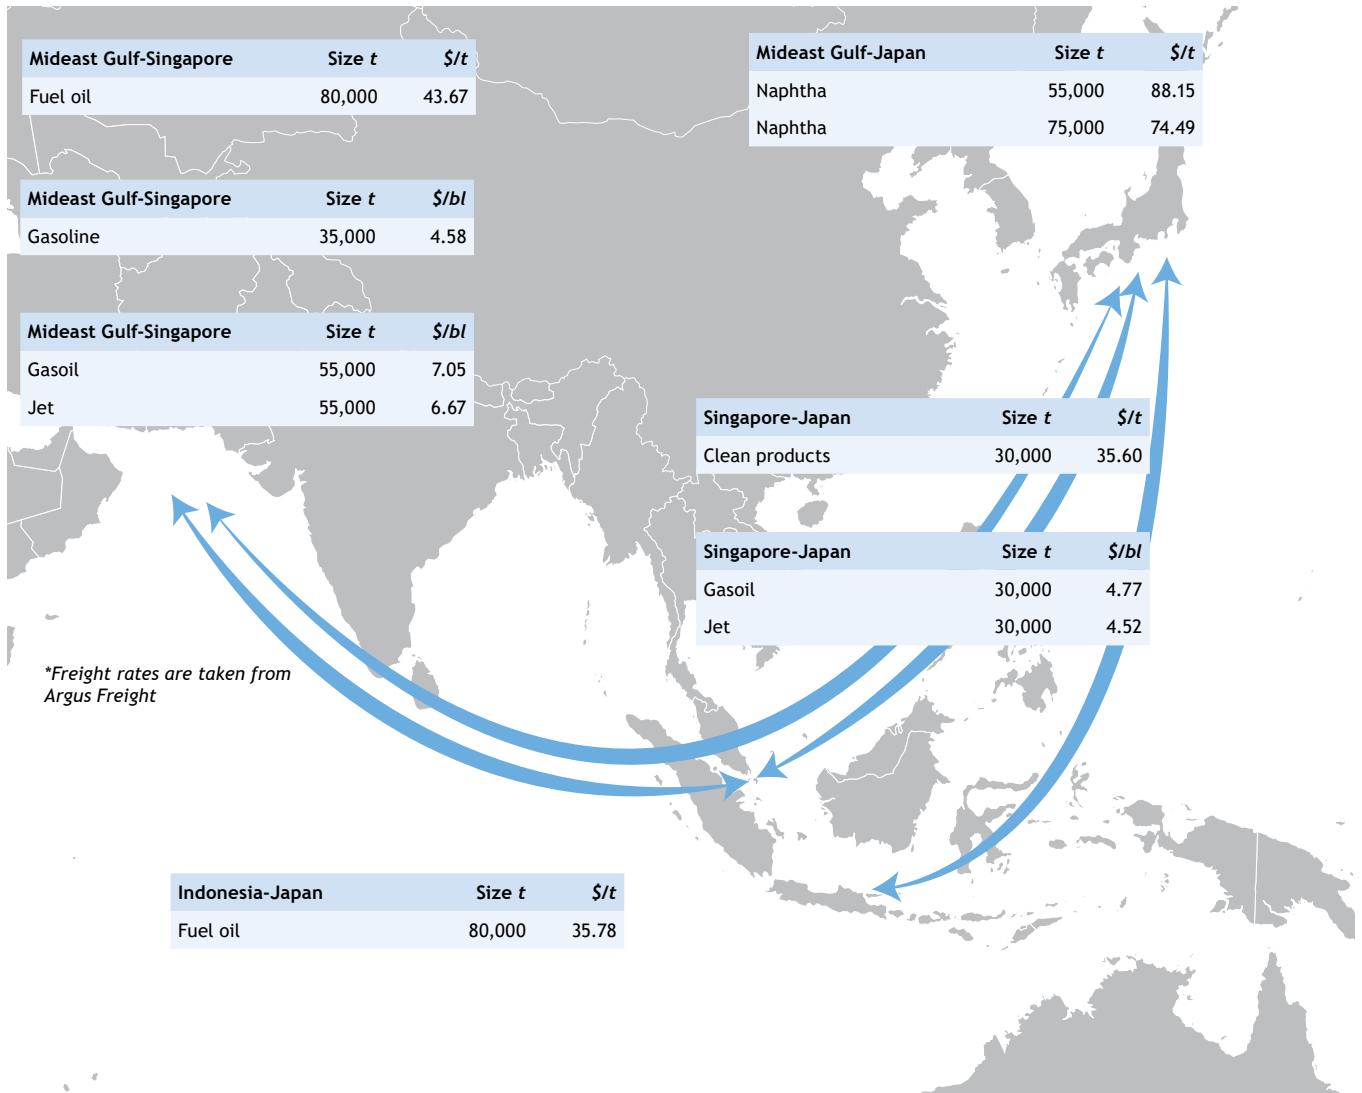 Mideast Gulf-Singapore Size t $/t
Fuel oil 80,000 43.67
Mideast Gulf-Japan Size t $/t
Naphtha 55,000 88.15
Naphtha 75,000 74.49
Mideast Gulf-Singapore Size t $/bl
Gasoline 35,000 4.58
Mideast Gulf-Singapore Size t $/bl
Gasoil 55,000 7.05
Jet 55,000 6.67
Singapore-Japan Size t $/t
Clean products 30,000 35.60
Singapore-Japan Size t $/bl
Gasoil 30,000 4.77
Jet 30,000 4.52
*Freight rates are taken from
Argus Freight
Indonesia-Japan Size t $/t
Fuel oil 80,000 35.78